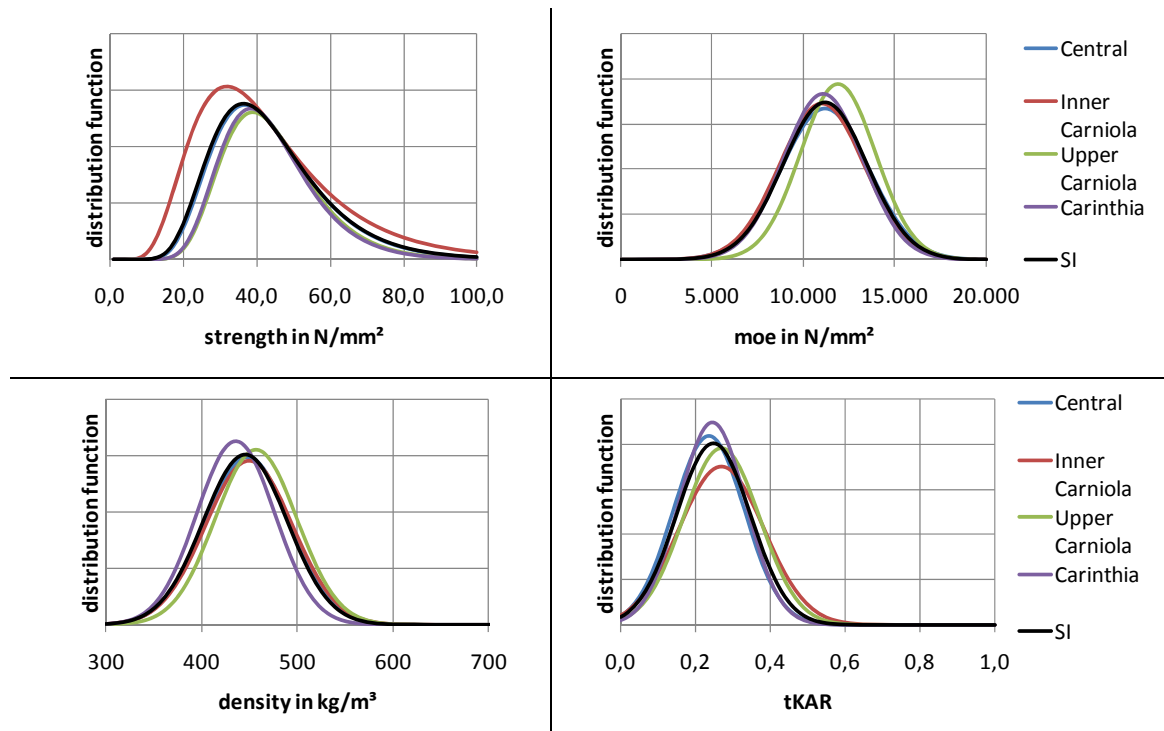 distribution function
0,0 20,0 40,0 60,0 80,0 100,0
strength in N/mm²
distribution function
0 5.000 10.000 15.000 20.000
moe in N/mm²
Central
Inner
Carniola
Upper
Carniola
Carinthia
SI
distribution function
300 400 500 600 700
density in kg/m³
distribution function
0,0 0,2 0,4 0,6 0,8 1,0
tKAR
Central
Inner
Carniola
Upper
Carniola
Carinthia
SI